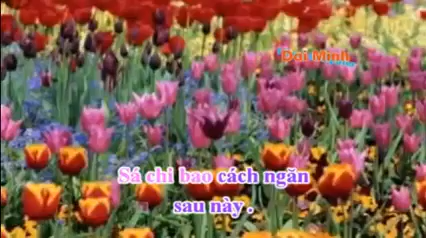 Đại Minh
Sá chi bao cách ngăn
sau này .